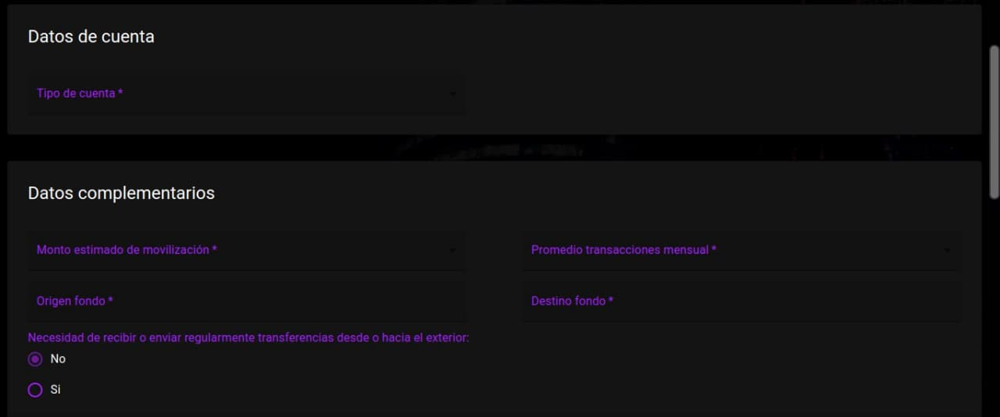 Datos de cuenta
Tipo de cuenta *
Datos complementarios
Monto estimado de movilización *
Promedio transacciones mensual *
Origen fondo *
Destino fondo *
Necesidad de recibir o enviar regularmente transferencias desde o hacia el exterior:
No
Si